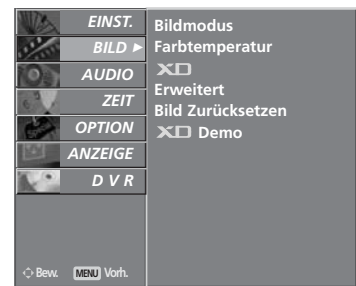 EINST.
BILD ►
AUDIO
ZEIT
OPTION
ANZEIGE
D V R
Bew. MENU Vorh.
Bildmodus
Farbtemperatur
XD
Erweitert
Bild Zurücksetzen
XD Demo